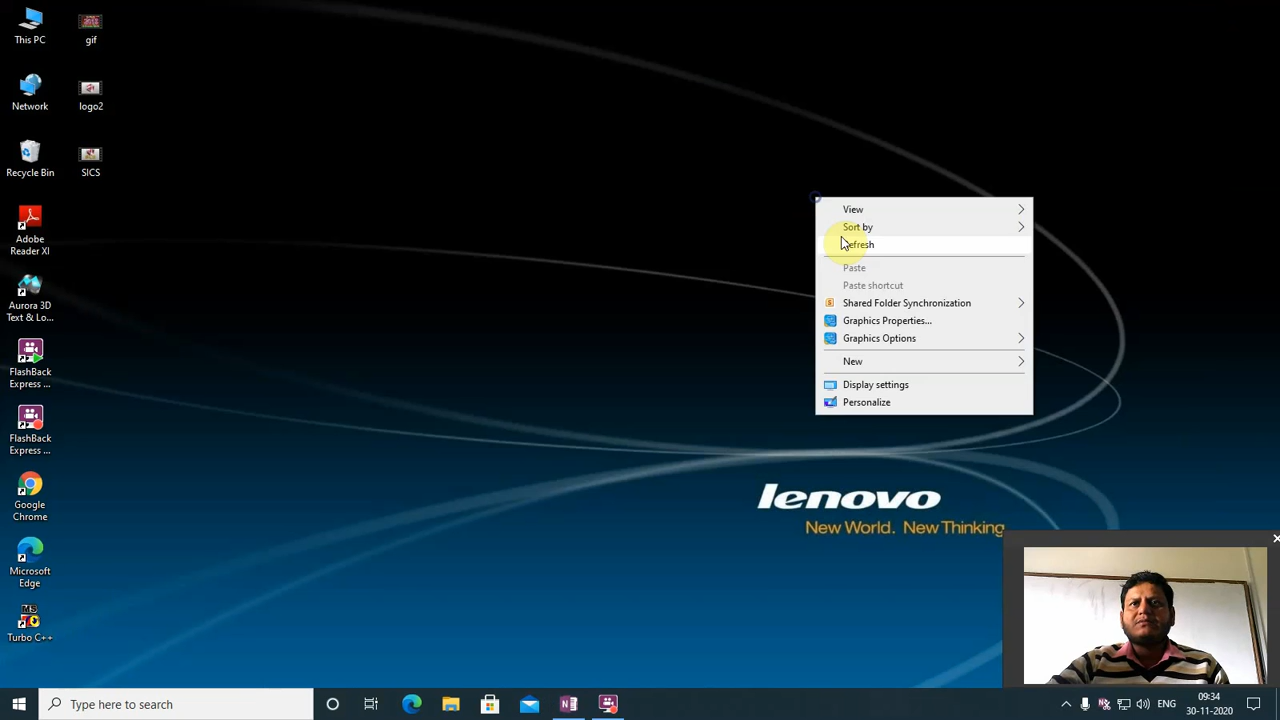 This PC
gif
Network
logo2
Recycle Bin
SICS
Adobe
Reader XI
Aurora 3D
Text & Lo...
FlashBack
Express ...
FlashBack
Express ...
Google
Chrome
Microsoft
Edge
MS
Turbo C++
View
Sort by
Refresh
Paste
Paste shortcut
S
Shared Folder Synchronization
Graphics Properties...
Graphics Options
New
Display settings
Personalize
lenovo
New World. New Thinking.
Type here to search
N
ENG
09:34
30-11-2020